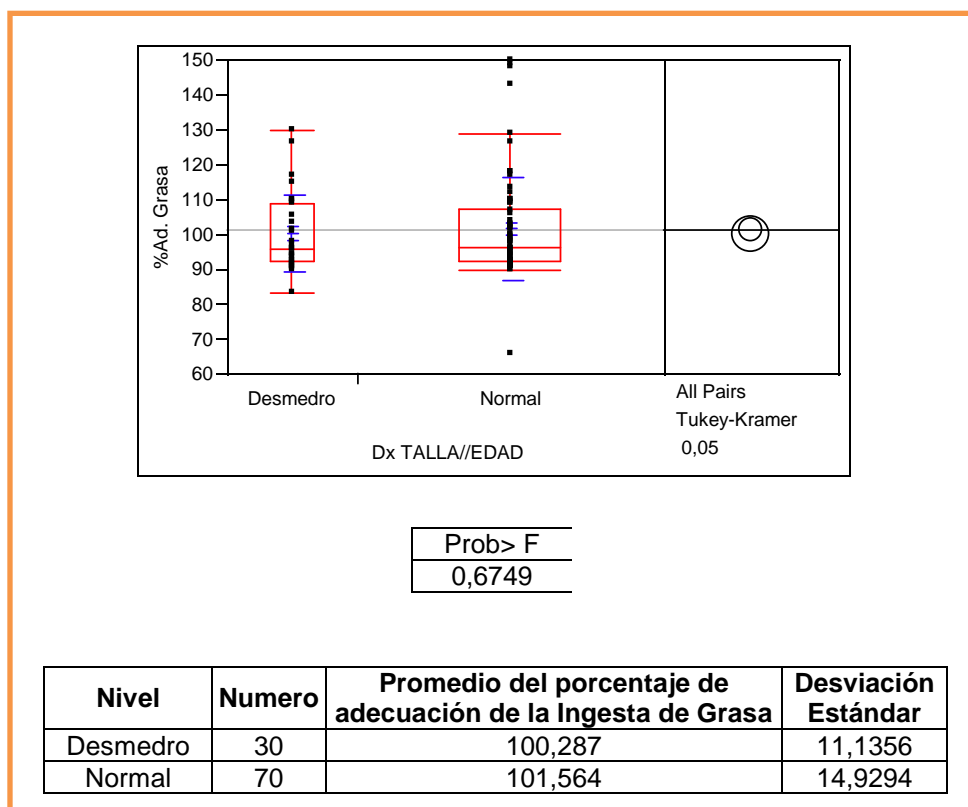 150
140
130
120
110
100
90
80
70
60
%Ad. Grasa
Desmedro
Normal
All Pairs
Tukey-Kramer
0,05
Dx TALLA//EDAD
Prob> F
0,6749
Nivel Numero Promedio del porcentaje de adecuación de la Ingesta de Grasa Desviación Estándar
Desmedro 30 100,287 11,1356
Normal 70 101,564 14,9294